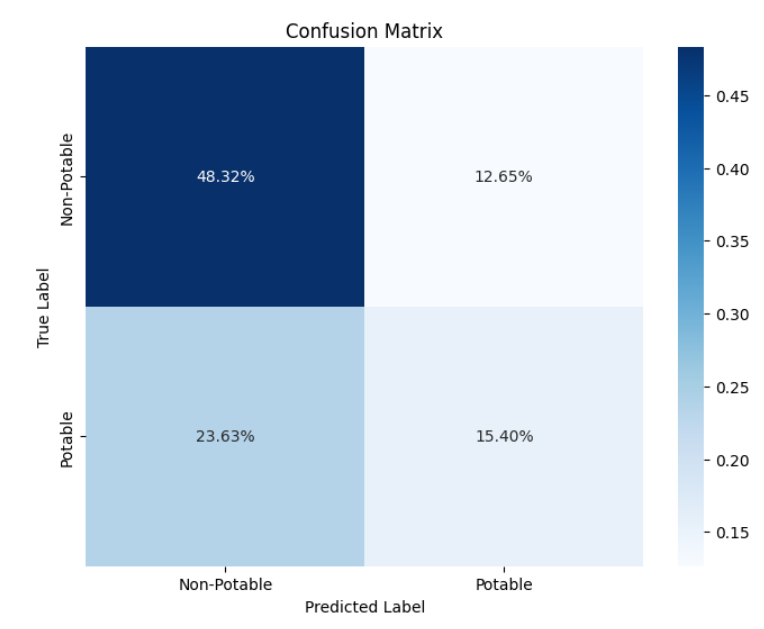 Confusion Matrix
True Label
Non-Potable
48.32%
12.65%
Potable
23.63%
15.40%
Non-Potable
Potable
Predicted Label
0.45
0.40
0.35
0.30
0.25
0.20
0.15